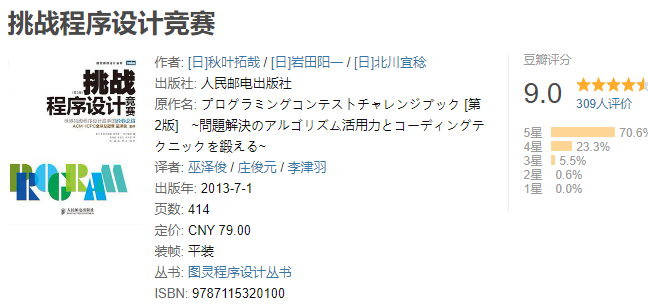 挑战程序设计竞赛
挑战
程序设计竞赛
PROGRAM
人民邮电出版社
作者: [日]秋叶拓哉 / [日]岩田阳一 / [日]北川宜稔
出版社: 人民邮电出版社
原作名: プログラミングコンテストチャレンジブック [第
2版] ~問題解決のアルゴリズム活用力とコーディングテ
クニックを鍛える~
译者: 巫泽俊 / 庄俊元 / 李津羽
出版年: 2013-7-1
页数: 414
定价: CNY 79.00
装帧: 平装
丛书: 图灵程序设计丛书
ISBN: 9787115320100
豆瓣评分
9.0
309人评价
5星 70.6%
4星 23.3%
3星 5.5%
2星 0.6%
1星 0.0%